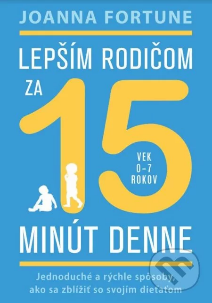 JOANNA FORTUNE
LEPŠÍM RODIČOM
ZA
15
VEK
0–7
ROKOV
MINÚT DENNE
Jednoduché a rýchle spôsoby,
ako sa zblížiť so svojím dieťaťom
martinus